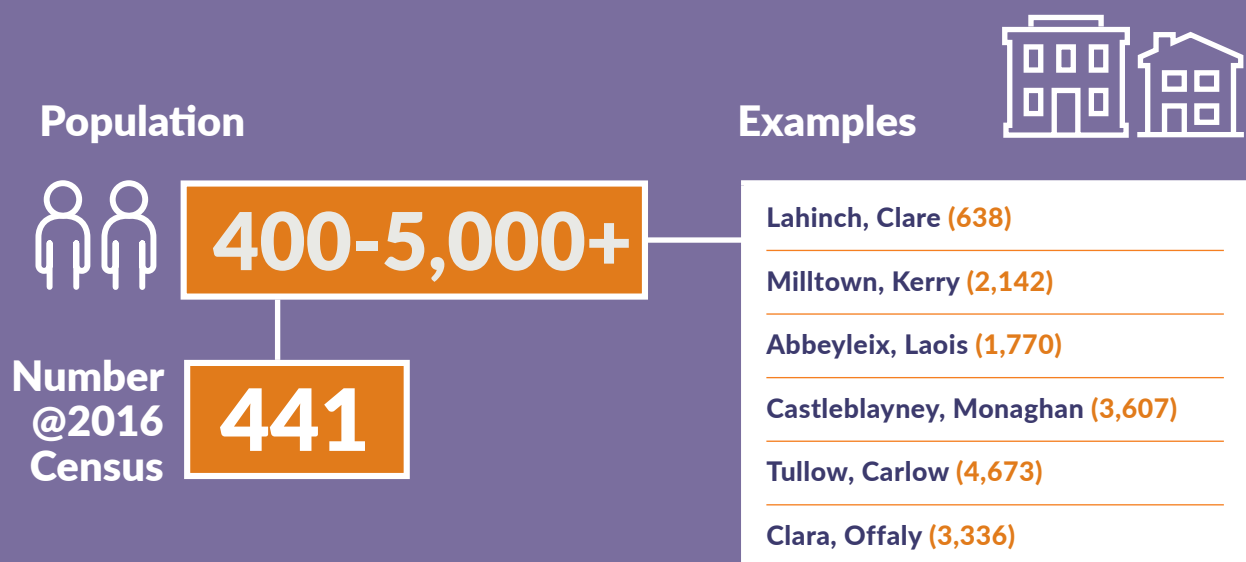 Population
400-5,000+
Number
@2016
Census
441
Examples
Lahinch, Clare (638)
Milltown, Kerry (2,142)
Abbeyleix, Laois (1,770)
Castleblayney, Monaghan (3,607)
Tullow, Carlow (4,673)
Clara, Offaly (3,336)